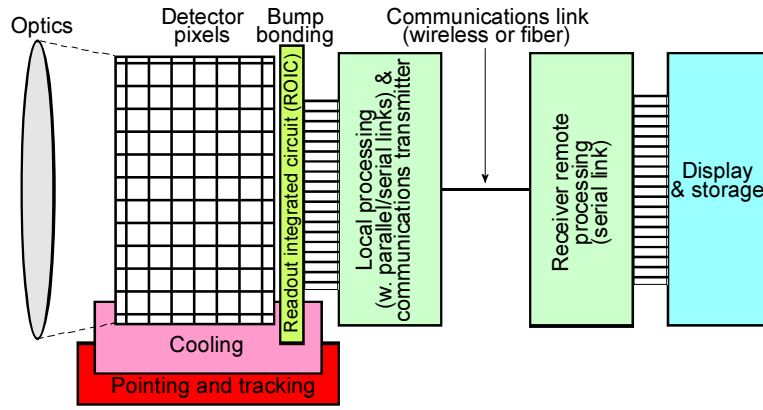 Optics
Detector
pixels
Bump
bonding
Communications link
(wireless or fiber)
Readout integrated circuit (ROIC)
Local processing
(w. parallel/serial links) &
communications transmitter
Receiver remote
processing
(serial link)
Display
& storage
Cooling
Pointing and tracking